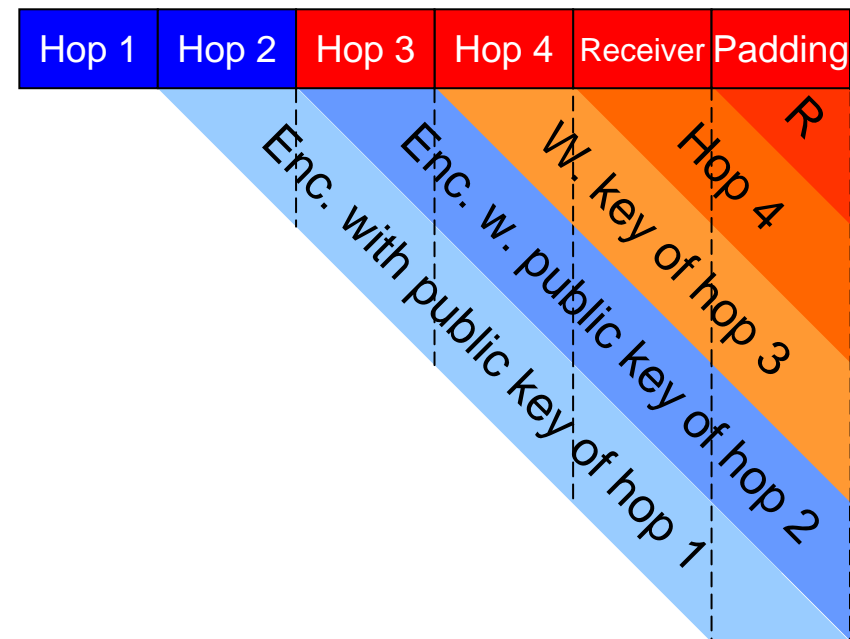 Hop 1 Hop 2 Hop 3 Hop 4 Receiver Padding
Enc. with public key of hop 1
Enc. w. public key of hop 2
W. key of hop 3
Hop 4
R